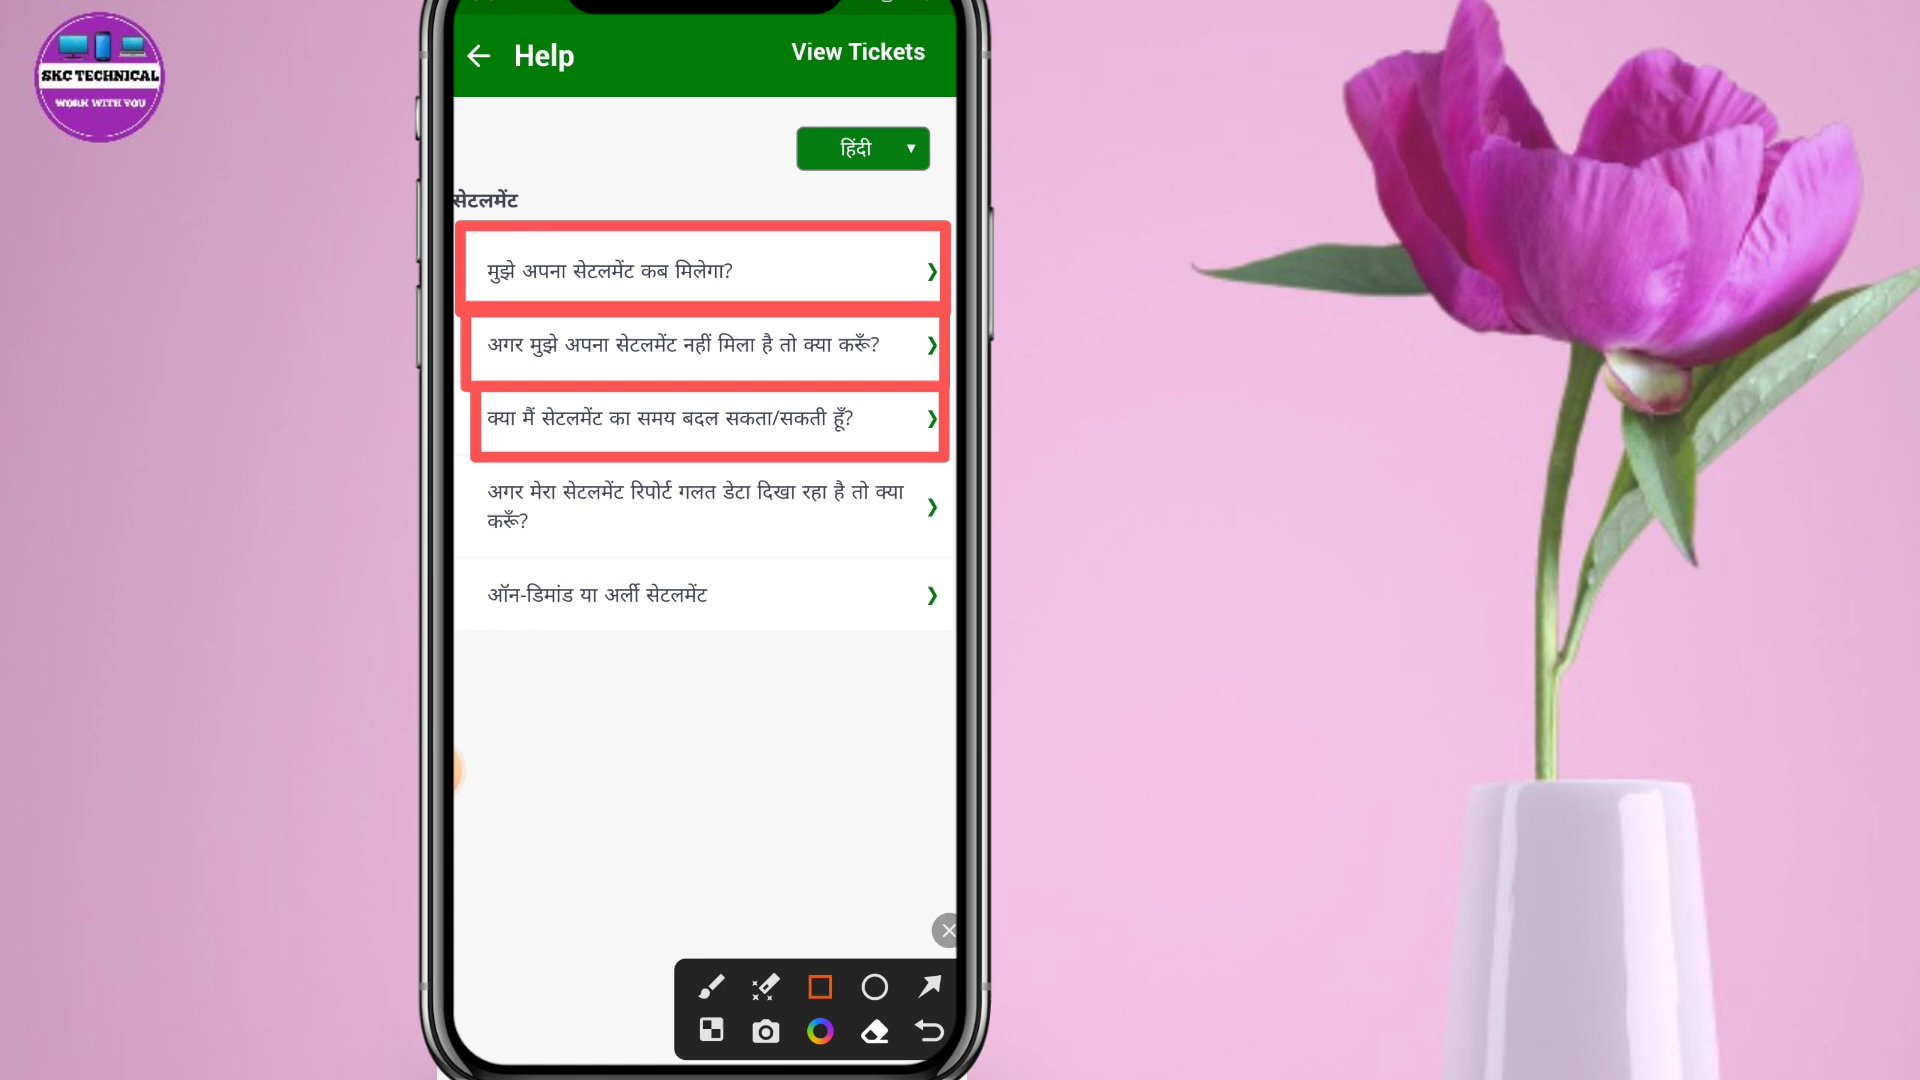 SKC TECHNICAL
WORK WITH YOU
Help
View Tickets
हिंदी
सेटलमेंट
मुझे अपना सेटलमेंट कब मिलेगा?
अगर मुझे अपना सेटलमेंट नहीं मिला है तो क्या करूँ?
क्या मैं सेटलमेंट का समय बदल सकता/सकती हूँ?
अगर मेरा सेटलमेंट रिपोर्ट गलत डेटा दिखा रहा है तो क्या
करूँ?
ऑन-डिमांड या अर्ली सेटलमेंट